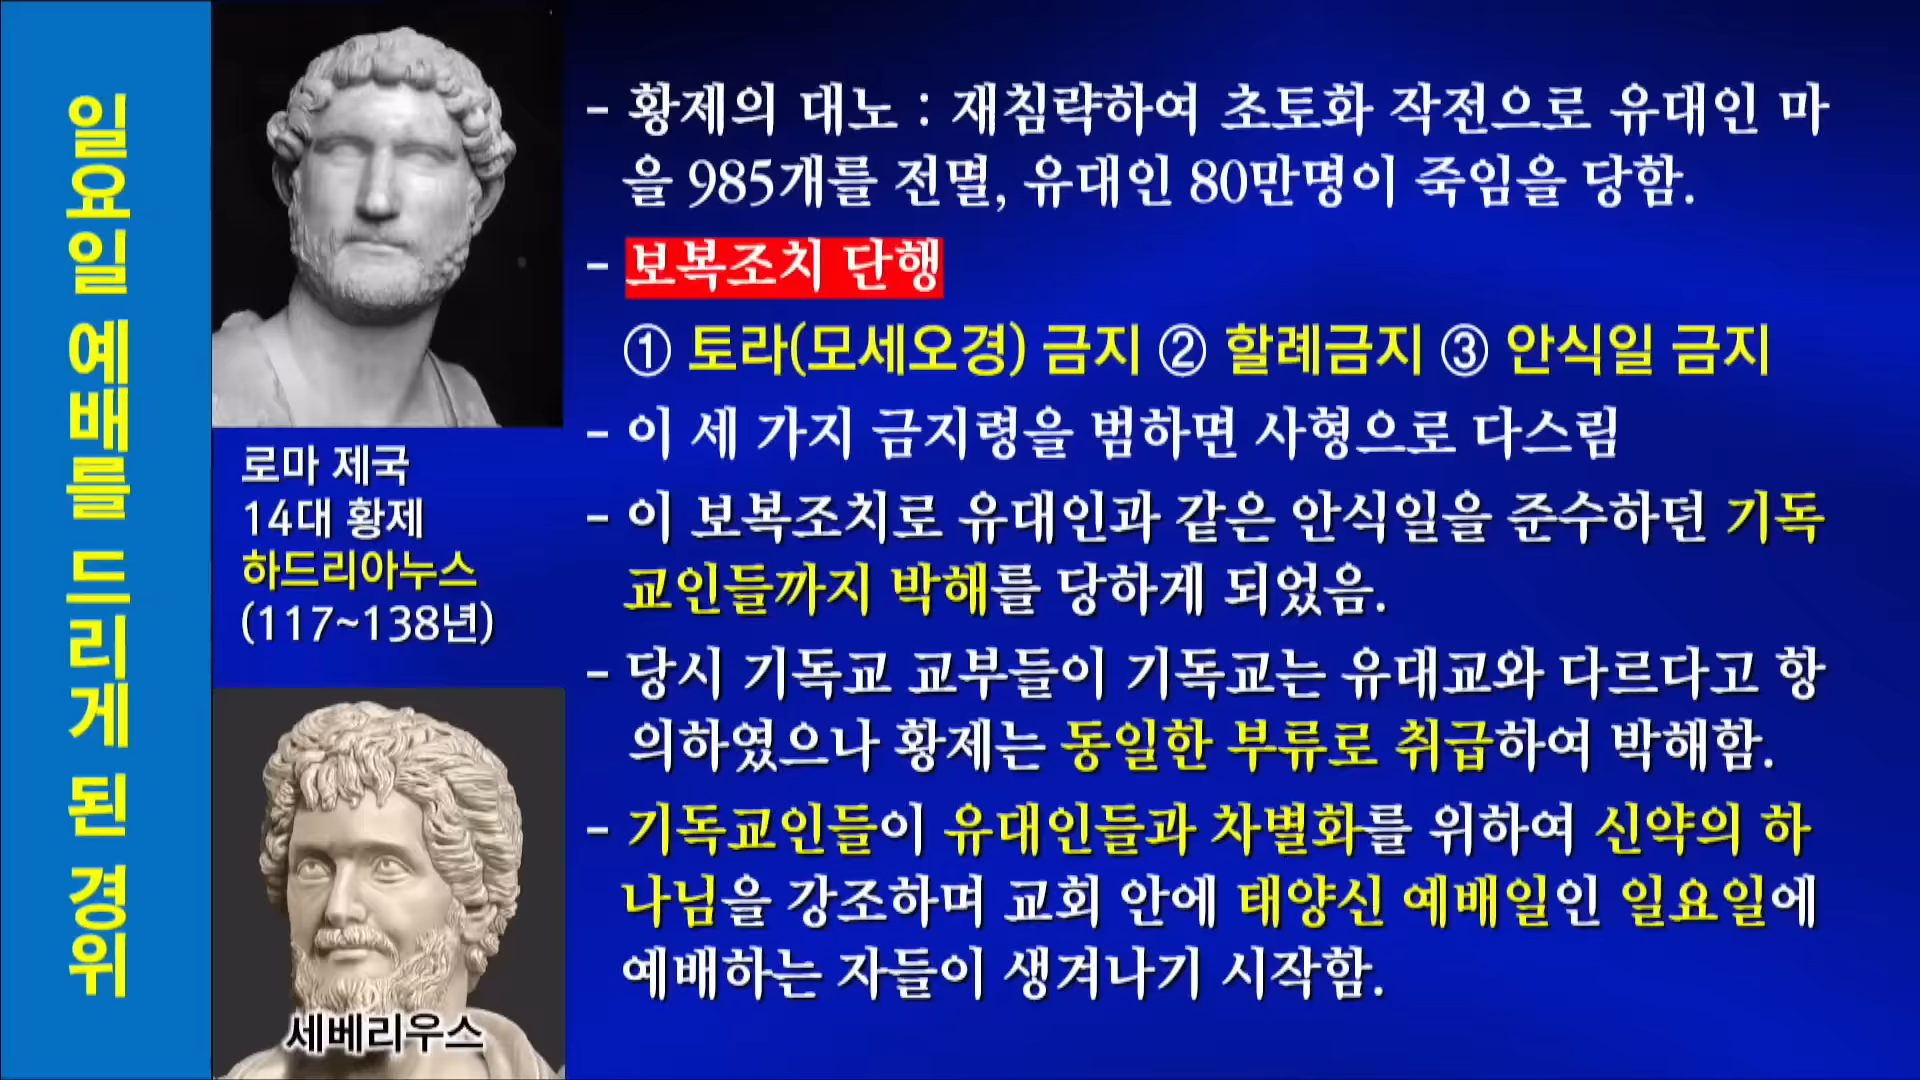 일요일 예배를 드리게 된 경위
로마 제국
14대 황제
하드리아누스
(117~138년)
세베리우스
- 황제의 대노 : 재침략하여 초토화 작전으로 유대인 마
을 985개를 전멸, 유대인 80만명이 죽임을 당함.
- 보복조치 단행
① 토라(모세오경) 금지 ② 할례금지 ③ 안식일 금지
- 이 세 가지 금지령을 범하면 사형으로 다스림
- 이 보복조치로 유대인과 같은 안식일을 준수하던 기독
교인들까지 박해를 당하게 되었음.
- 당시 기독교 교부들이 기독교는 유대교와 다르다고 항
의하였으나 황제는 동일한 부류로 취급하여 박해함.
- 기독교인들이 유대인들과 차별화를 위하여 신약의 하
나님을 강조하며 교회 안에 태양신 예배일인 일요일에
예배하는 자들이 생겨나기 시작함.